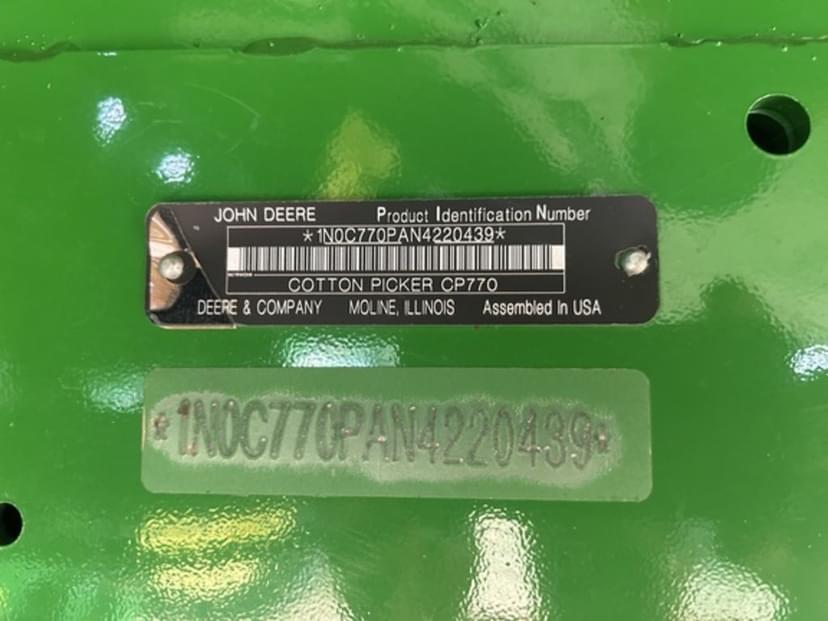 JOHN DEERE Product Identification Number
*1N0C770PAN4220439*
COTTON PICKER CP770
DEERE & COMPANY MOLINE, ILLINOIS Assembled In USA
*1N0C770PAN4220439*